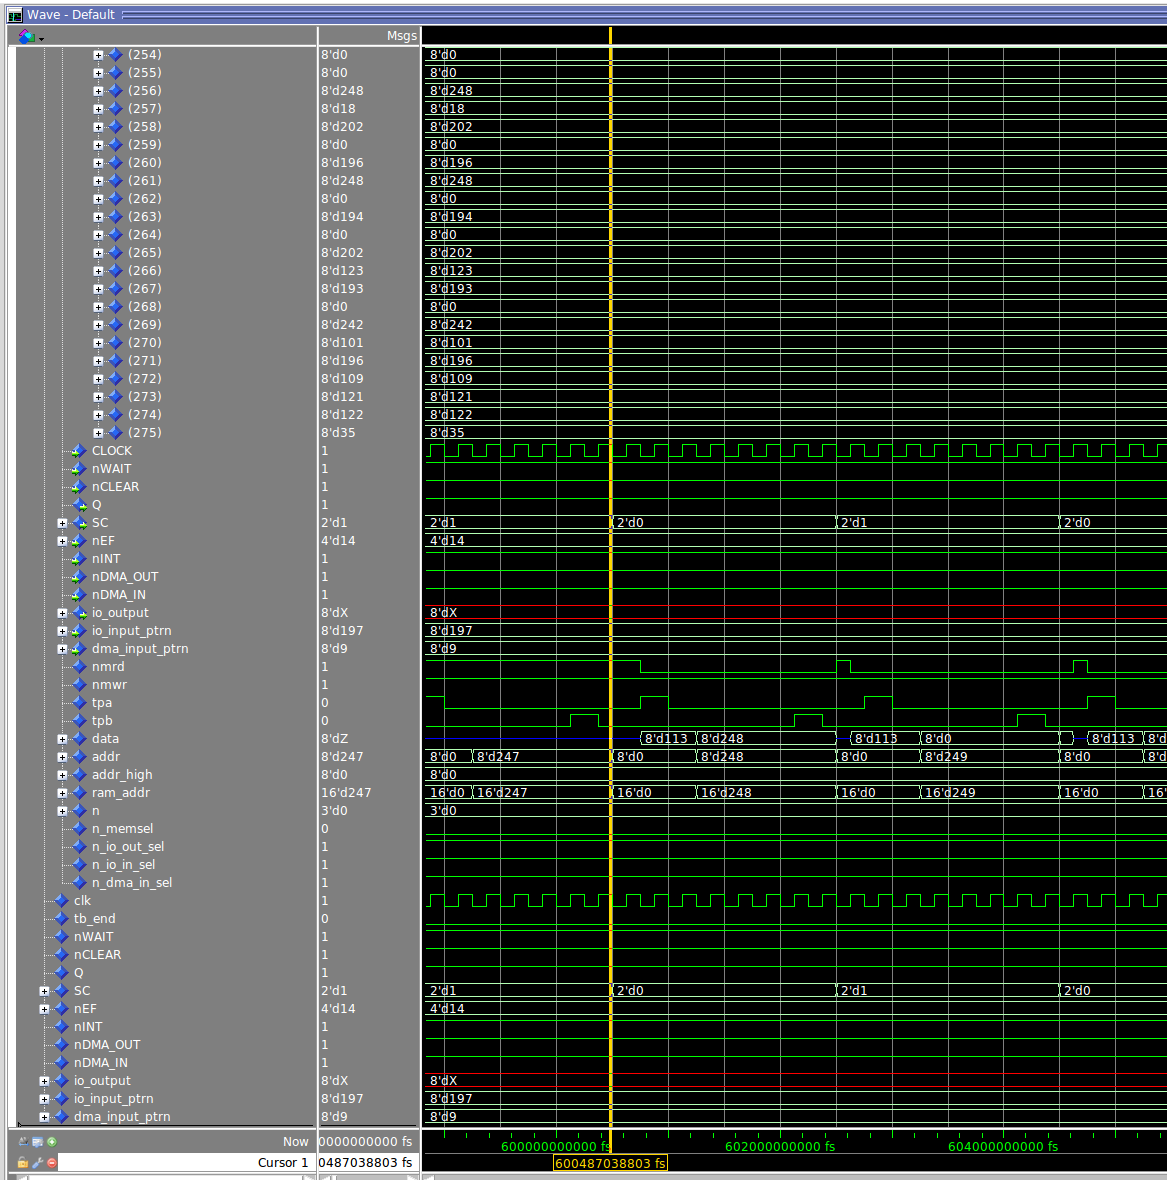 Wave - Default
Msgs
(254) 8'd0 8'd0
(255) 8'd0 8'd0
(256) 8'd248 8'd248
(257) 8'd18 8'd18
(258) 8'd202 8'd202
(259) 8'd0 8'd0
(260) 8'd196 8'd196
(261) 8'd248 8'd248
(262) 8'd0 8'd0
(263) 8'd194 8'd194
(264) 8'd0 8'd0
(265) 8'd202 8'd202
(266) 8'd123 8'd123
(267) 8'd193 8'd193
(268) 8'd0 8'd0
(269) 8'd242 8'd242
(270) 8'd101 8'd101
(271) 8'd196 8'd196
(272) 8'd109 8'd109
(273) 8'd121 8'd121
(274) 8'd122 8'd122
(275) 8'd35 8'd35
CLOCK 1
nWAIT 1
nCLEAR 1
Q 1
SC 2'd1 2'd1 2'd0 2'd1 2'd0
nEF 4'd14 4'd14
nINT 1
nDMA_OUT 1
nDMA_IN 1
io_output 8'dX 8'dX
io_input_ptrn 8'd197 8'd197
dma_input_ptrn 8'd9 8'd9
nmrd 1
nmwr 1
tpa 0
tpb 0
data 8'dZ 8'd113 8'd248 8'd113 8'd0 8'd113 8'd
addr 8'd247 8'd0 8'd247 8'd0 8'd248 8'd0 8'd249 8'd0 8'd
addr_high 8'd0 8'd0
ram_addr 16'd247 16'd0 16'd247 16'd0 16'd248 16'd0 16'd249 16'd0 16'
n 3'd0 3'd0
n_memsel 0
n_io_out_sel 1
n_io_in_sel 1
n_dma_in_sel 1
clk 1
tb_end 0
nWAIT 1
nCLEAR 1
Q 1
SC 2'd1 2'd1 2'd0 2'd1 2'd0
nEF 4'd14 4'd14
nINT 1
nDMA_OUT 1
nDMA_IN 1
io_output 8'dX 8'dX
io_input_ptrn 8'd197 8'd197
dma_input_ptrn 8'd9 8'd9
Now 0000000000 fs 600000000000 fs 602000000000 fs 604000000000 fs
Cursor 1 0487038803 fs 600487038803 fs